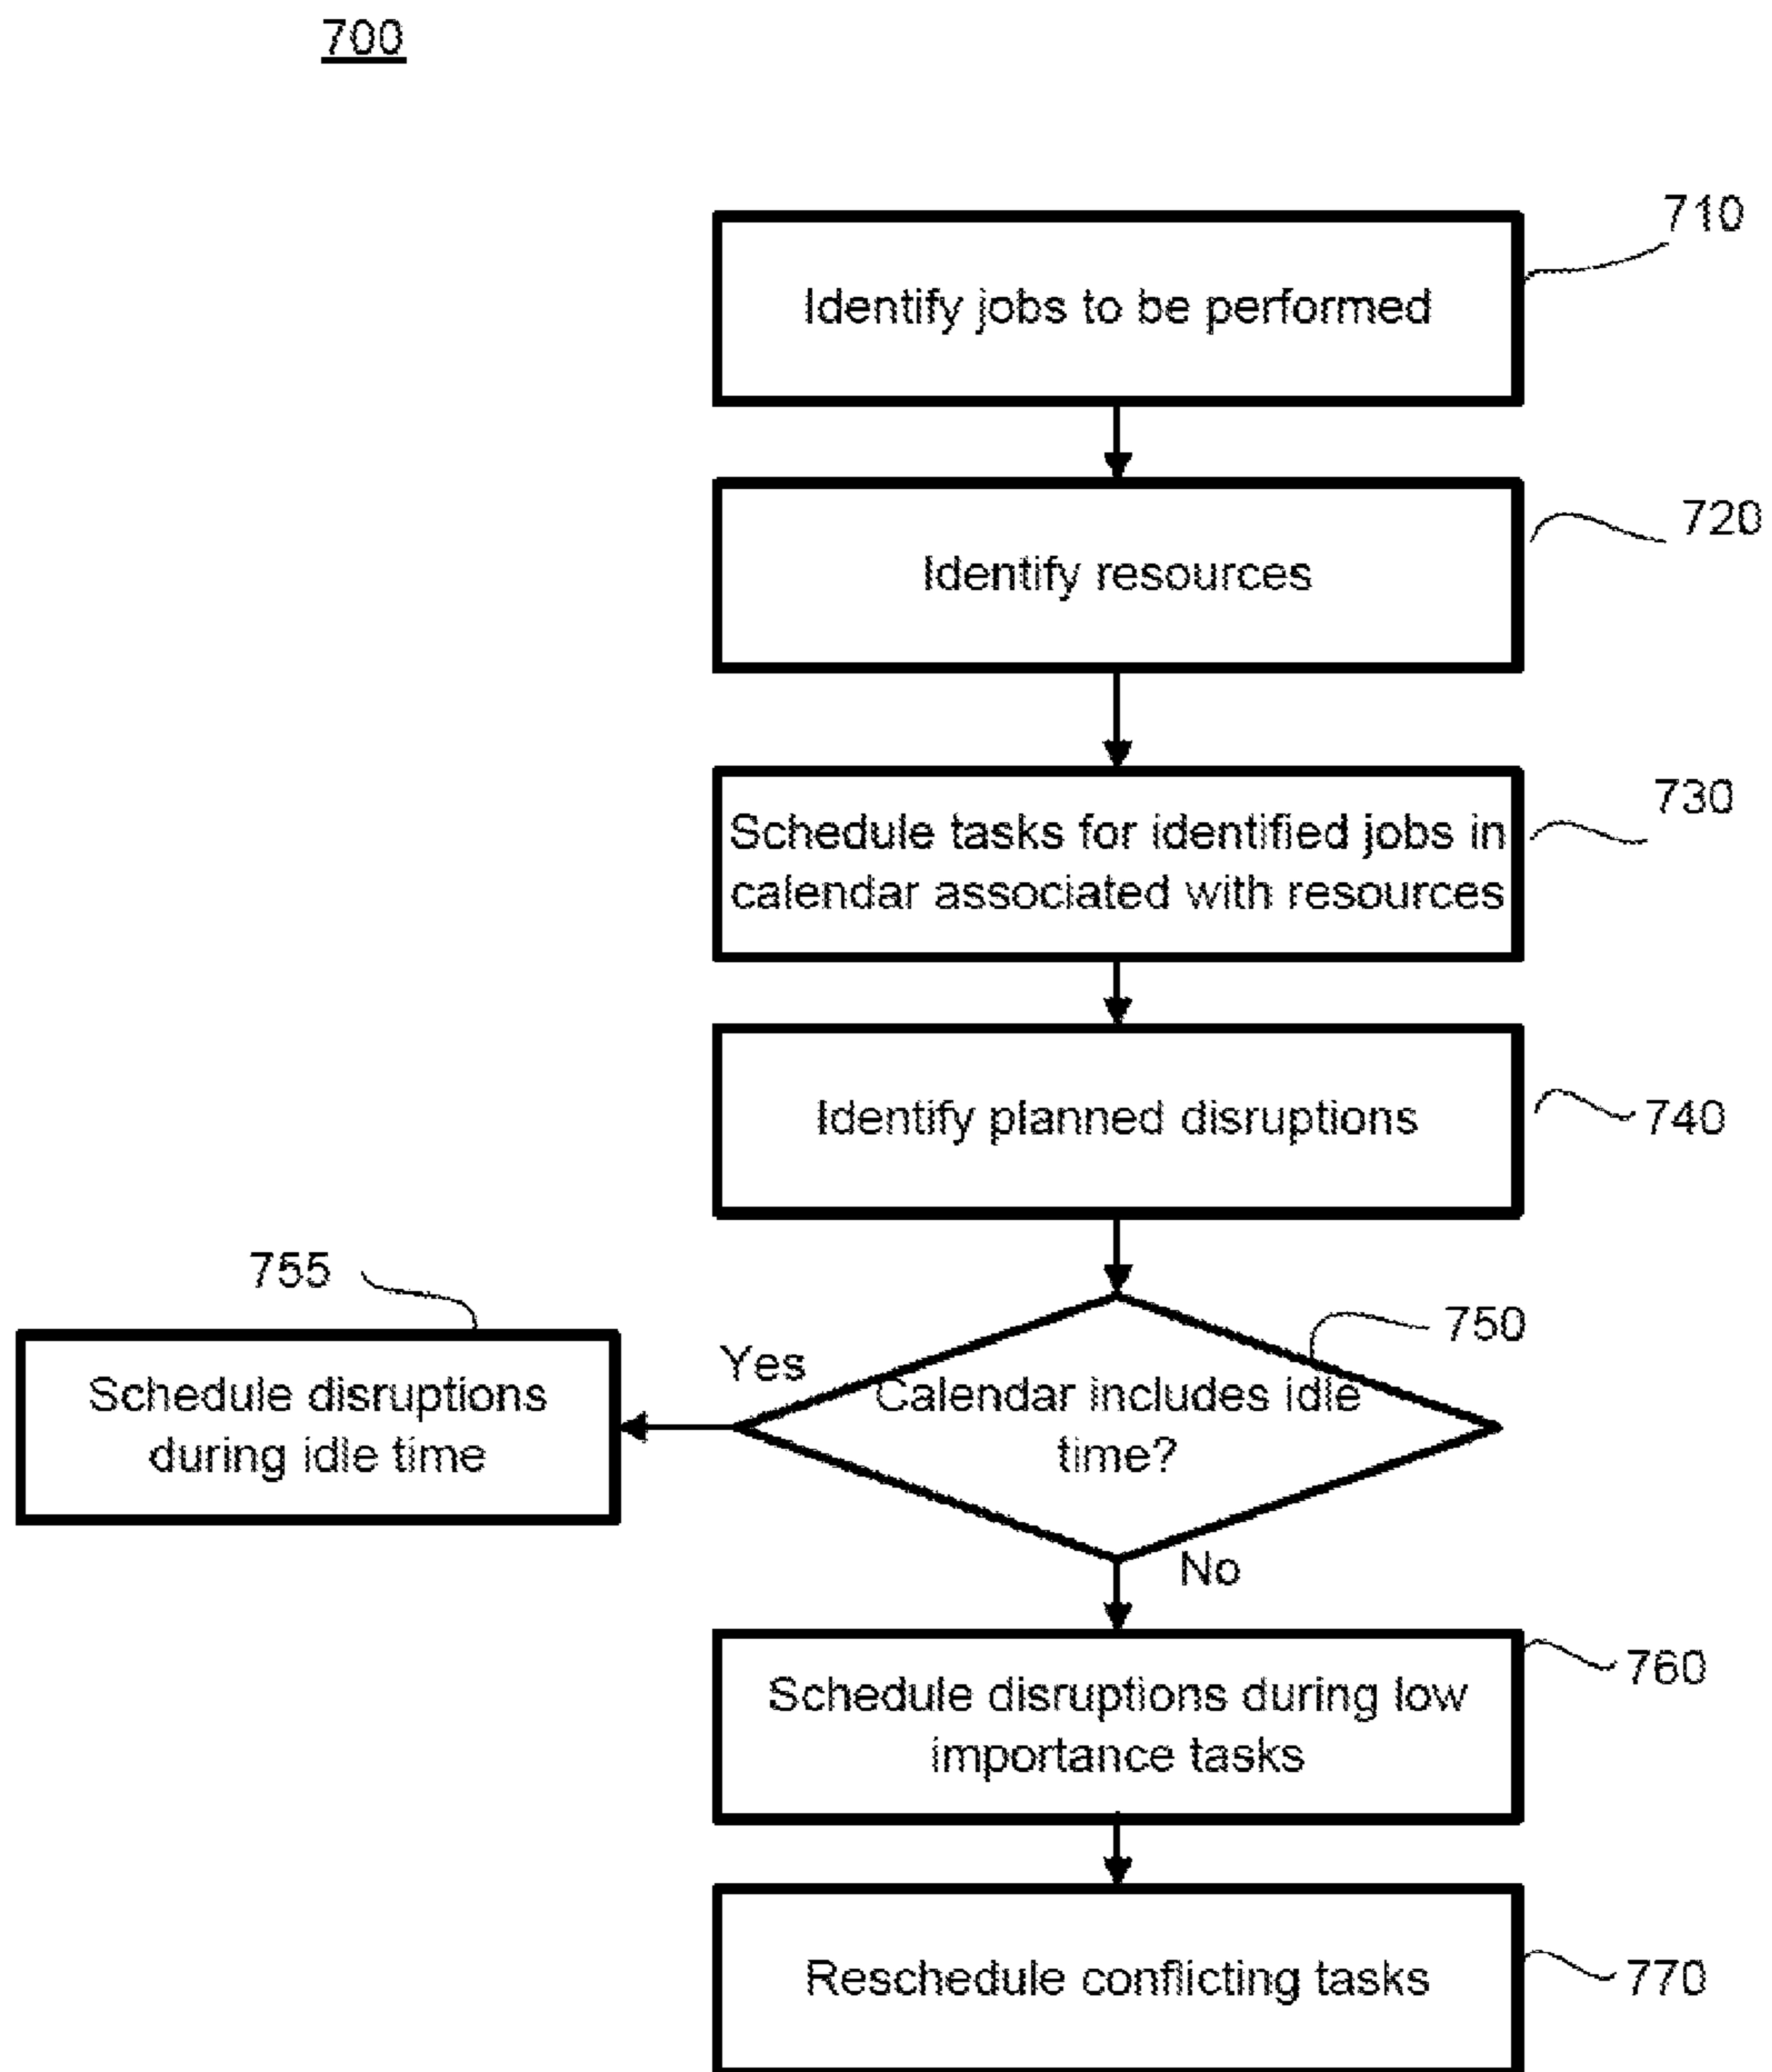 700
710
Identify jobs to be performed
720
Identify resources
730
Schedule tasks for identified jobs in
calendar associated with resources
Identify planned disruptions
740
755
750
Schedule disruptions
during idle time
Yes
Calendar includes idle
time?
No
760
Schedule disruptions during low
importance tasks
Reschedule conflicting tasks
770